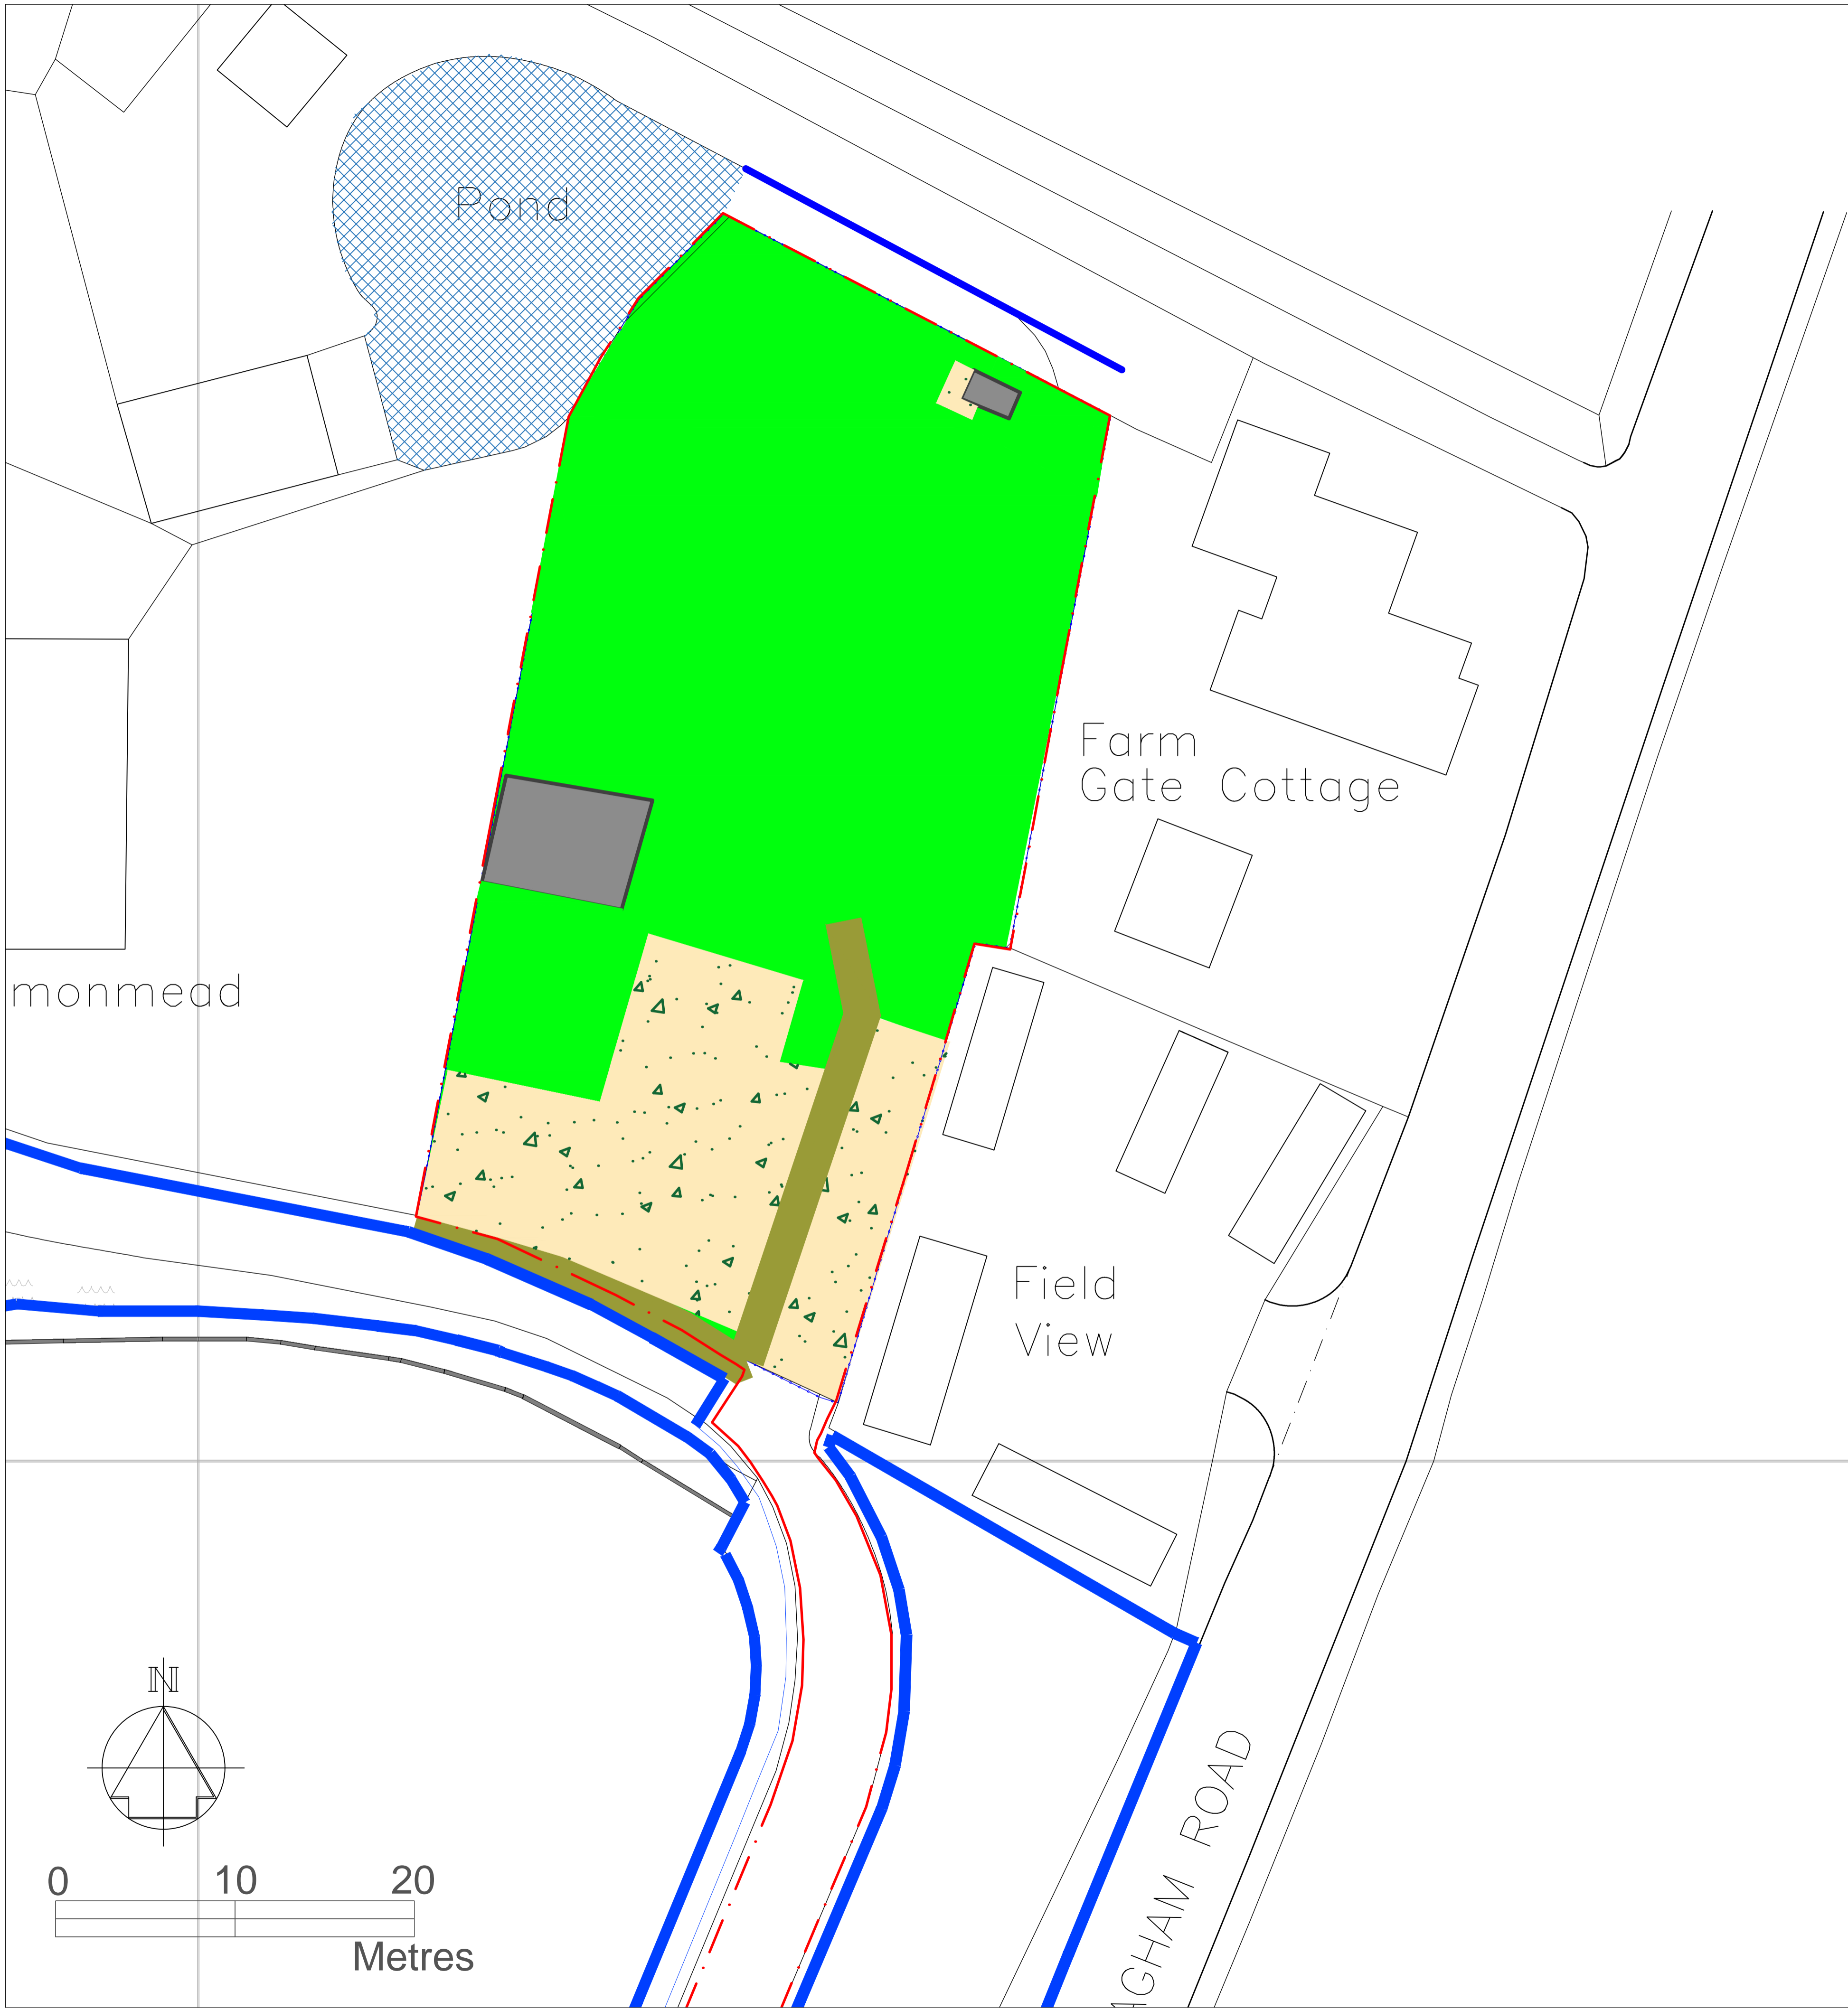 Pond
Farm
Gate Cottage
monmead
Field
View
N
AGHAM ROAD
0 10 20
Metres